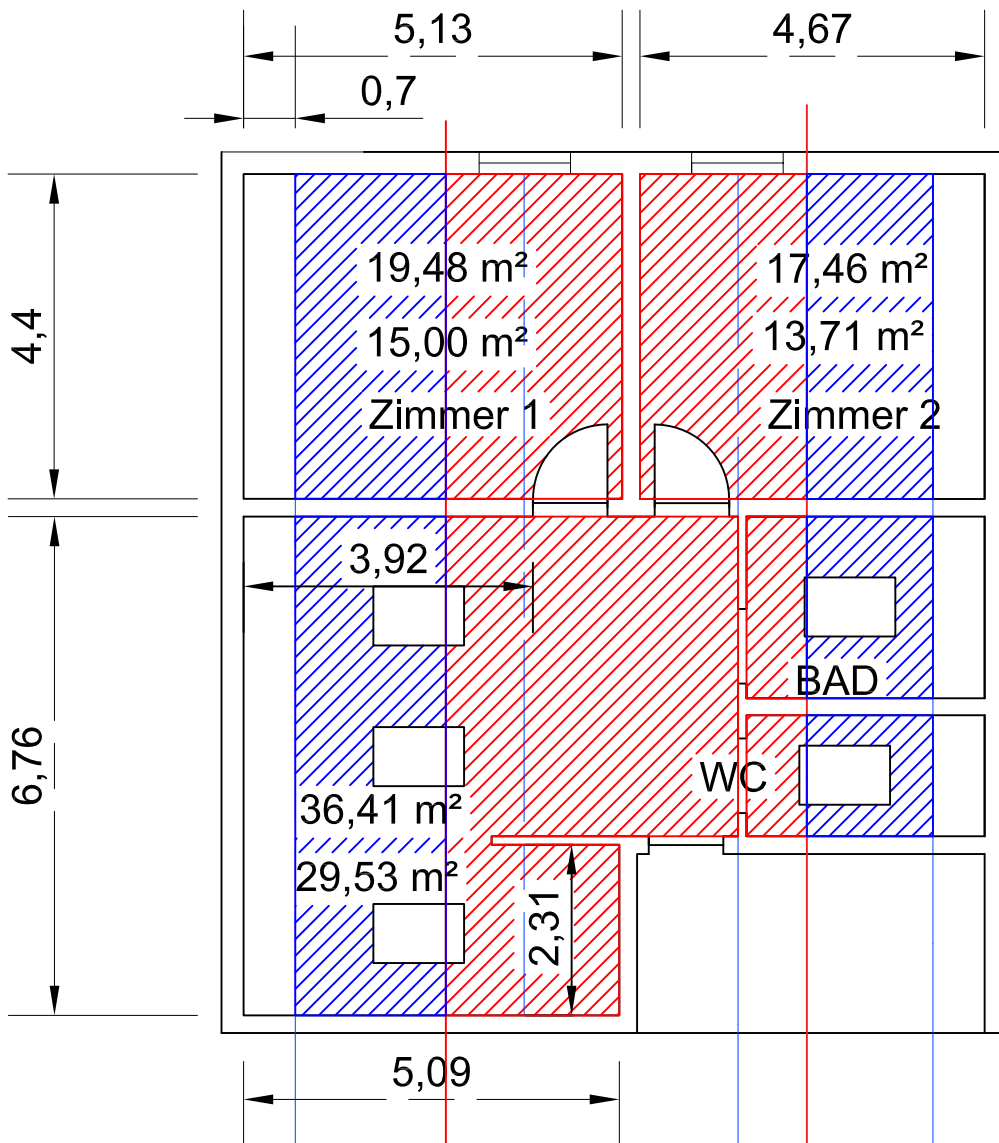 5,13
4,67
0,7
4,4
19,48 m²
15,00 m²
Zimmer 1
17,46 m²
13,71 m²
Zimmer 2
3,92
6,76
BAD
WC
36,41 m²
29,53 m²
2,31
5,09